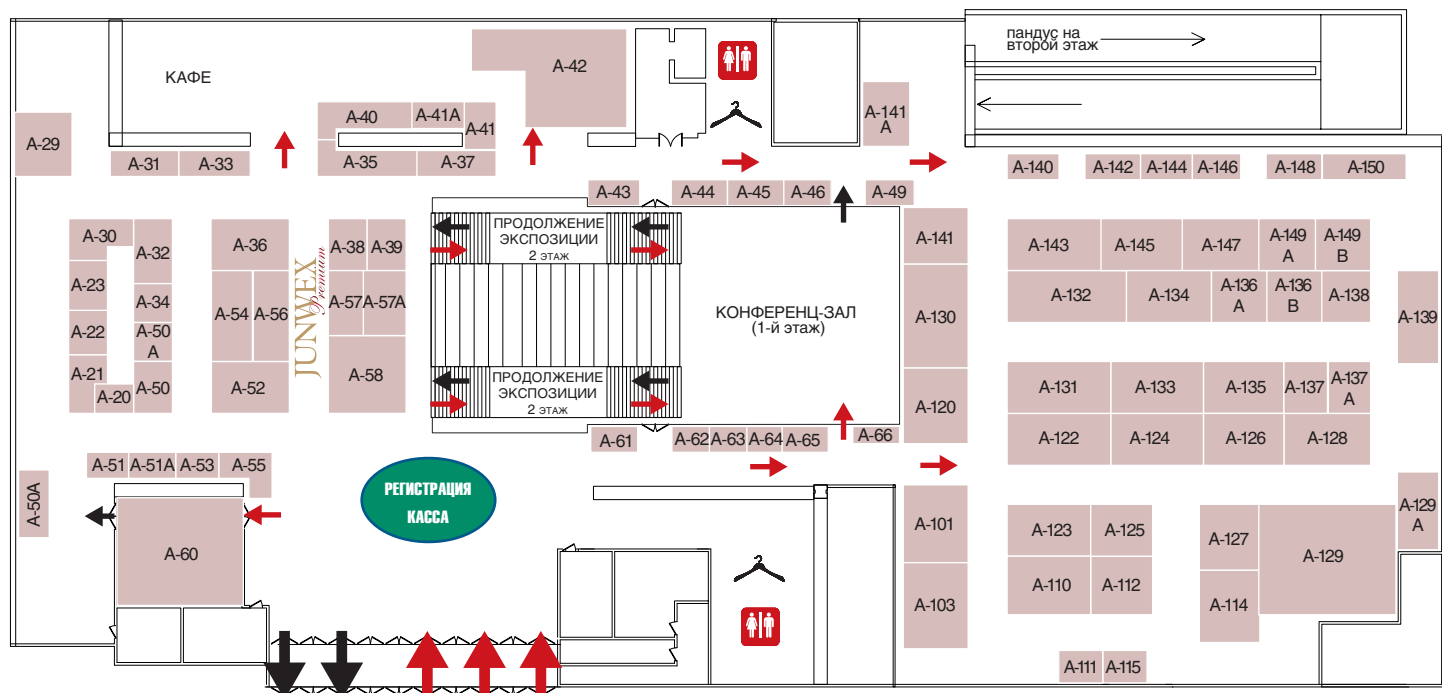 пандус на
второй этаж
КАФЕ
A-42
A-29
A-40
A-41A
A-41
A-141
A
A-31
A-33
A-35
A-37
A-140
A-142
A-144
A-146
A-148
A-150
A-43
A-44
A-45
A-46
A-49
A-30
A-32
A-36
A-38
A-39
ПРОДОЛЖЕНИЕ
ЭКСПОЗИЦИИ
2 ЭТАЖ
A-141
A-143
A-145
A-147
A-149
A
A-149
B
A-23
A-34
A-54
A-56
JUNWEX
Premium
A-57
A-57A
КОНФЕРЕНЦ-ЗАЛ
(1-й этаж)
A-130
A-132
A-134
A-136
A
A-136
B
A-138
A-139
A-22
A-50
A
A-21
A-20
A-50
A-52
A-58
ПРОДОЛЖЕНИЕ
ЭКСПОЗИЦИИ
2 ЭТАЖ
A-120
A-131
A-133
A-135
A-137
A-137
A
A-61
A-62
A-63
A-64
A-65
A-66
A-122
A-124
A-126
A-128
A-51
A-51A
A-53
A-55
A-50A
РЕГИСТРАЦИЯ
КАССА
A-60
A-101
A-123
A-125
A-127
A-129
A-129
A
A-103
A-110
A-112
A-114
A-111
A-115